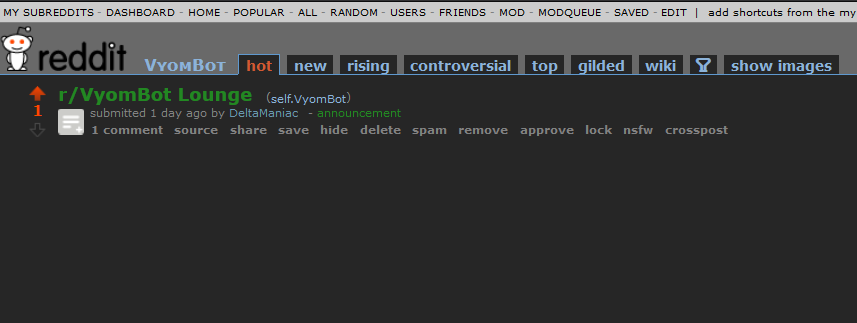 MY SUBREDDITS - DASHBOARD - HOME - POPULAR - ALL - RANDOM - USERS - FRIENDS - MOD - MODQUEUE - SAVED - EDIT | add shortcuts from the my
reddit VyomBot hot new rising controversial top gilded wiki show images
r/VyomBot Lounge (self.VyomBot)
1
submitted 1 day ago by DeltaManiac - announcement
1 comment source share save hide delete spam remove approve lock nsfw crosspost